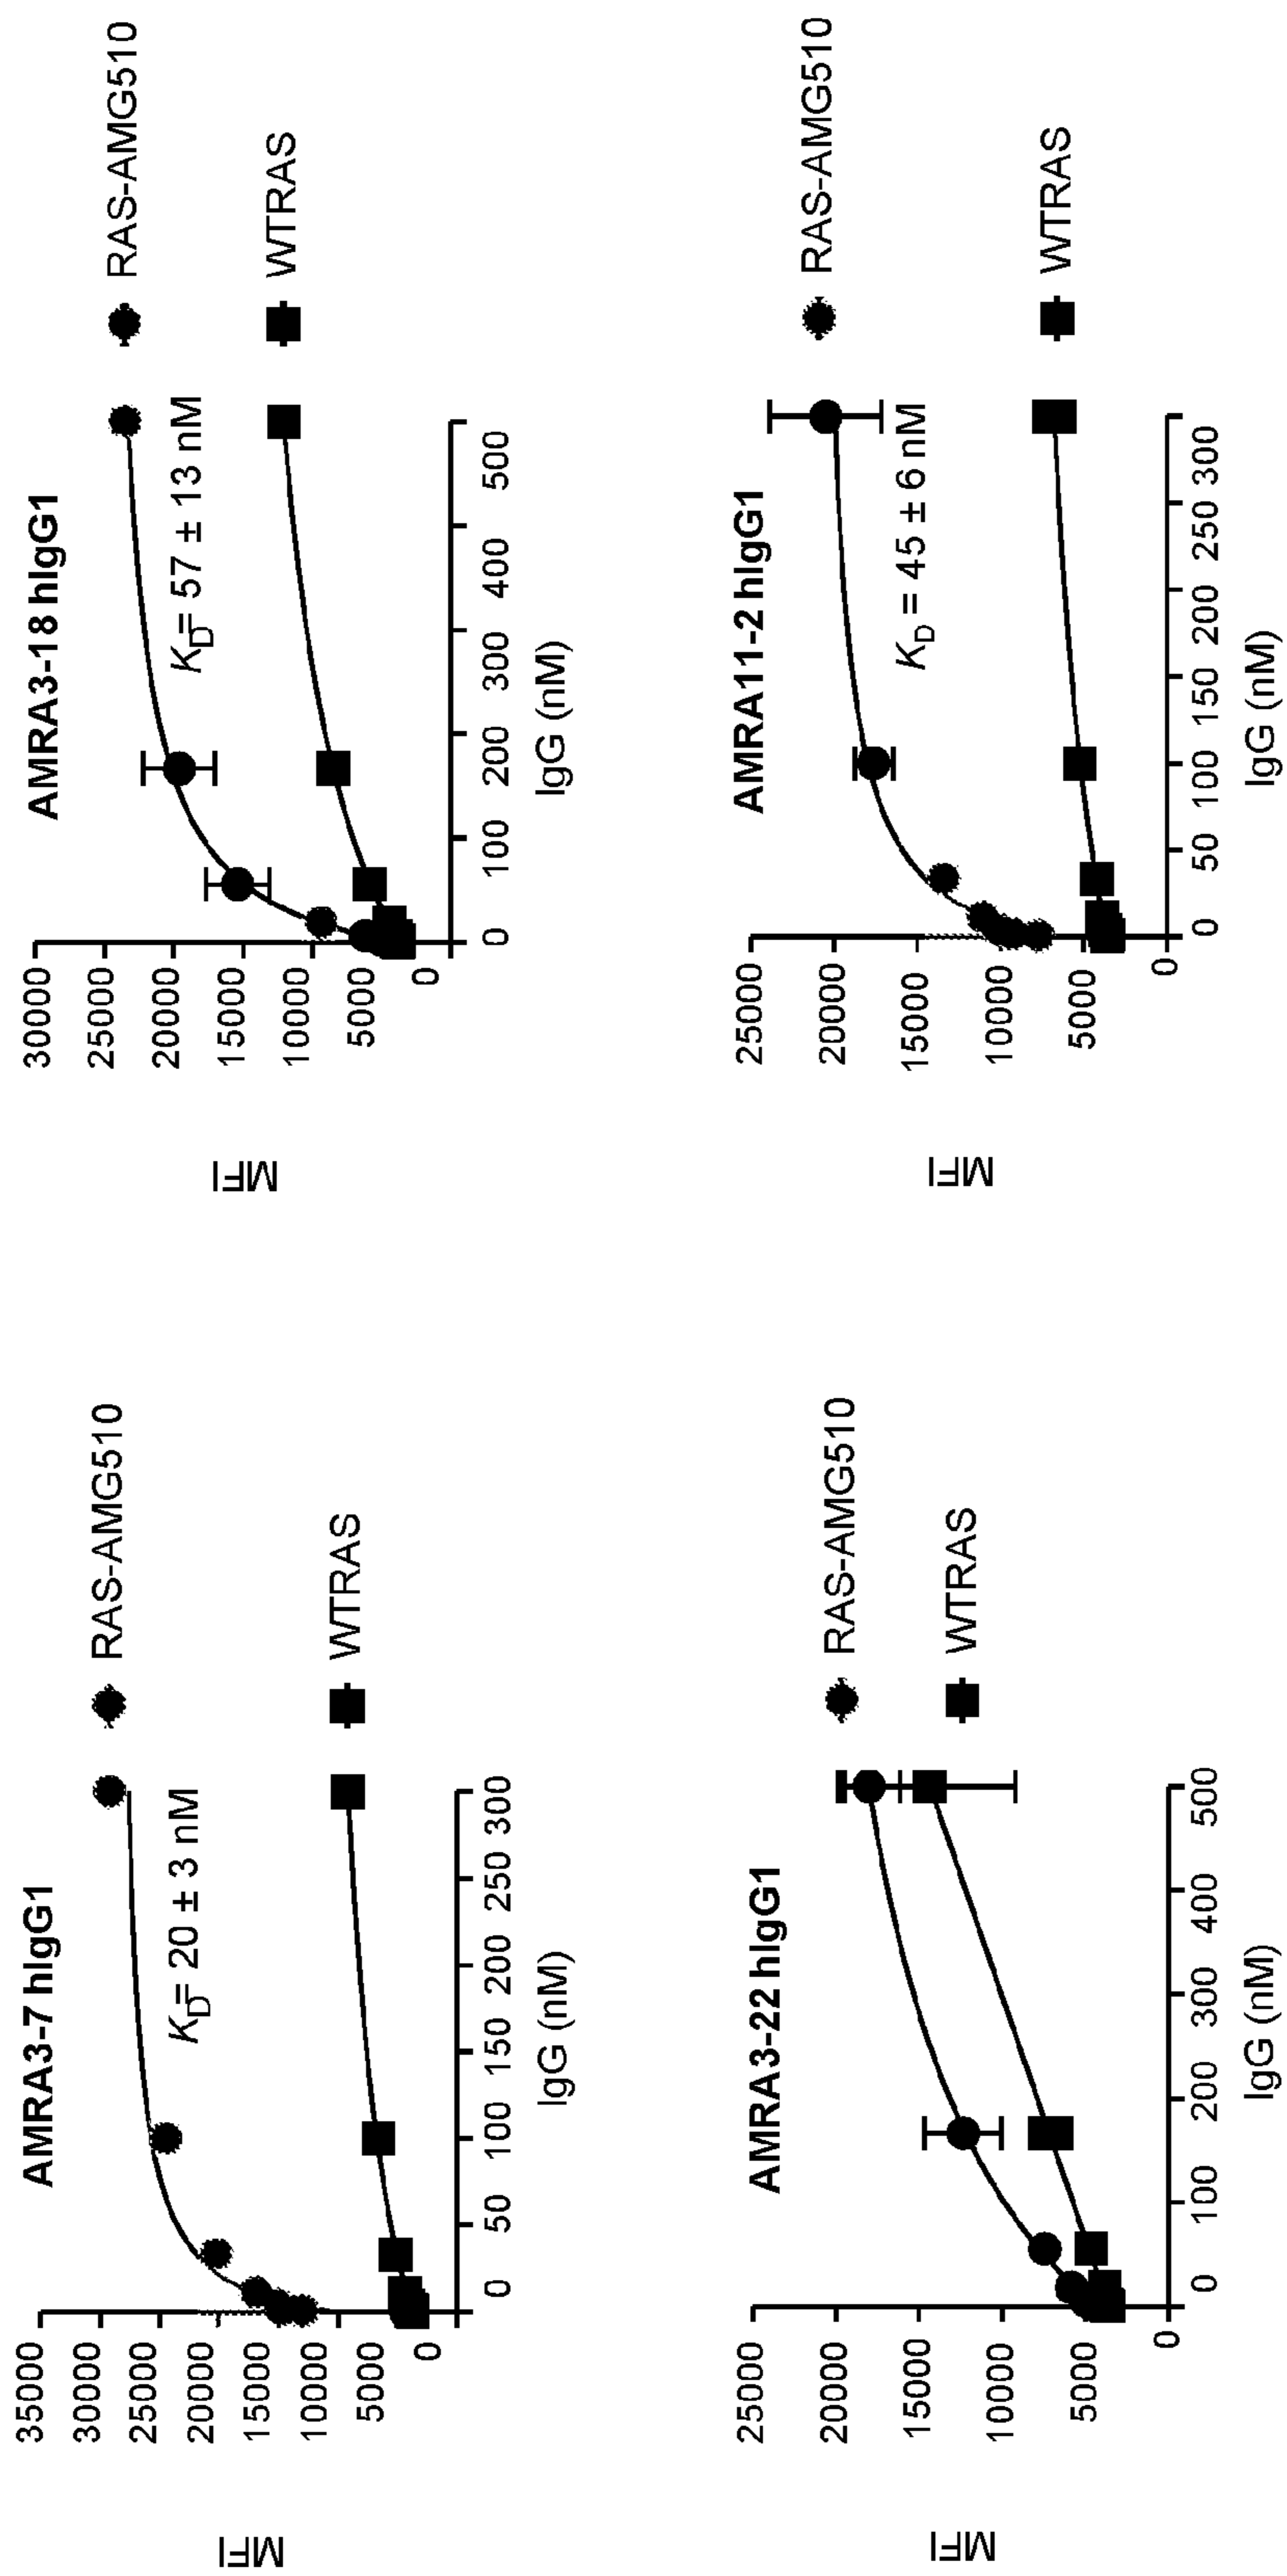 AMRA3-7 hIgG1
MFI
35000
30000
25000
20000
15000
10000
5000
0
K_D= 20 ± 3 nM
RAS-AMG510
WTRAS
0 50 100 150 200 250 300
IgG (nM)
AMRA3-18 hIgG1
MFI
30000
25000
20000
15000
10000
5000
0
K_D= 57 ± 13 nM
RAS-AMG510
WTRAS
0 100 200 300 400 500
IgG (nM)
AMRA3-22 hIgG1
MFI
25000
20000
15000
10000
5000
0
RAS-AMG510
WTRAS
0 100 200 300 400 500
IgG (nM)
AMRA11-2 hIgG1
MFI
25000
20000
15000
10000
5000
0
K_D = 45 ± 6 nM
RAS-AMG510
WTRAS
0 50 100 150 200 250 300
IgG (nM)